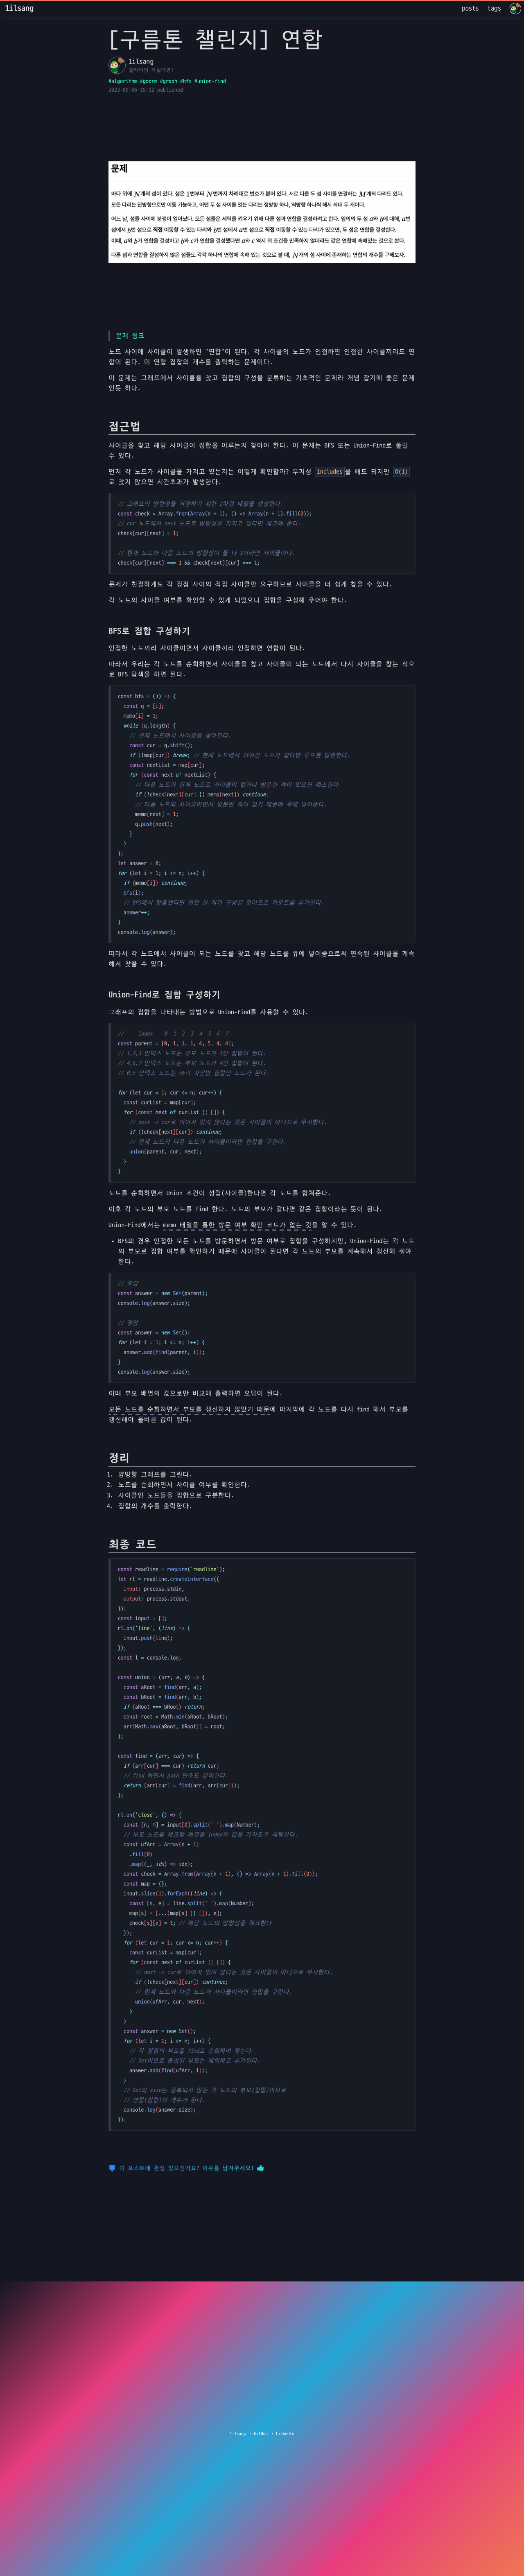 1ilsang
posts tags
[구름톤 챌린지] 연합
1ilsang
클라이밍 하실래염?
#algorithm #goorm #graph #bfs #union-find
2023-09-06 19:12 published
문제
바다 위에 N개의 섬이 있다. 섬은 1번부터 N번까지 차례대로 번호가 붙어 있다. 서로 다른 두 섬 사이를 연결하는 M개의 다리도 있다.
모든 다리는 단방향으로만 이동 가능하고, 어떤 두 섬 사이를 잇는 다리는 정방향 하나, 역방향 하나씩 해서 최대 두 개이다.
어느 날, 섬들 사이에 분쟁이 일어났다. 모든 섬들은 세력을 키우기 위해 다른 섬과 연합을 결성하려고 한다. 임의의 두 섬 a와 b에 대해, a번
섬에서 b번 섬으로 직접 이동할 수 있는 다리와 b번 섬에서 a번 섬으로 직접 이동할 수 있는 다리가 있으면, 두 섬은 연합을 결성한다.
이때, a와 b가 연합을 결성하고 b와 c가 연합을 결성했다면 a와 c 역시 위 조건을 만족하지 않더라도 같은 연합에 속해있는 것으로 본다.
다른 섬과 연합을 결성하지 않은 섬들도 각각 하나의 연합에 속해 있는 것으로 볼 때, N개의 섬 사이에 존재하는 연합의 개수를 구해보자.
문제 링크
노드 사이에 사이클이 발생하면 "연합"이 된다. 각 사이클의 노드가 인접하면 인접한 사이클끼리도 연
합이 된다. 이 연합 집합의 개수를 출력하는 문제이다.
이 문제는 그래프에서 사이클을 찾고 집합의 구성을 분류하는 기초적인 문제라 개념 잡기에 좋은 문제
인듯 하다.
접근법
사이클을 찾고 해당 사이클이 집합을 이루는지 찾아야 한다. 이 문제는 BFS 또는 Union-Find로 풀릴
수 있다.
먼저 각 노드가 사이클을 가지고 있는지는 어떻게 확인할까? 무지성 includes 를 해도 되지만 O(1)
로 찾지 않으면 시간초과가 발생한다.
// 그래프의 방향성을 저장하기 위한 2차원 배열을 생성한다.
const check = Array.from(Array(n + 1), () => Array(n + 1).fill(0));
// cur 노드에서 next 노드로 방향성을 가지고 있다면 체크해 준다.
check[cur][next] = 1;
// 현재 노드와 다음 노드의 방향성이 둘 다 1이라면 사이클이다.
check[cur][next] === 1 && check[next][cur] === 1;
문제가 친절하게도 각 정점 사이의 직접 사이클만 요구하므로 사이클을 더 쉽게 찾을 수 있다.
각 노드의 사이클 여부를 확인할 수 있게 되었으니 집합을 구성해 주어야 한다.
BFS로 집합 구성하기
인접한 노드끼리 사이클이면서 사이클끼리 인접하면 연합이 된다.
따라서 우리는 각 노드를 순회하면서 사이클을 찾고 사이클이 되는 노드에서 다시 사이클을 찾는 식으
로 BFS 탐색을 하면 된다.
const bfs = (i) => {
const q = [i];
memo[i] = 1;
while (q.length) {
// 현재 노드에서 사이클을 찾아간다.
const cur = q.shift();
if (!map[cur]) break; // 현재 노드에서 이어진 노드가 없다면 루프를 탈출한다.
const nextList = map[cur];
for (const next of nextList) {
// 다음 노드가 현재 노드로 사이클이 없거나 방문한 적이 있으면 패스한다.
if (!check[next][cur] || memo[next]) continue;
// 다음 노드와 사이클이면서 방문한 적이 없기 때문에 큐에 넣어준다.
memo[next] = 1;
q.push(next);
}
}
};
let answer = 0;
for (let i = 1; i <= n; i++) {
if (memo[i]) continue;
bfs(i);
// BFS에서 탈출했다면 연합 한 개가 구성된 것이므로 카운트를 추가한다.
answer++;
}
console.log(answer);
따라서 각 노드에서 사이클이 되는 노드를 찾고 해당 노드를 큐에 넣어줌으로써 연속된 사이클을 계속
해서 찾을 수 있다.
Union-Find로 집합 구성하기
그래프의 집합을 나타내는 방법으로 Union-Find를 사용할 수 있다.
// index 0 1 2 3 4 5 6 7
const parent = [0, 1, 1, 1, 4, 5, 4, 4];
// 1,2,3 인덱스 노드는 부모 노드가 1인 집합이 된다.
// 4,6,7 인덱스 노드는 부모 노드가 4인 집합이 된다.
// 0,5 인덱스 노드는 자기 자신만 집합인 노드가 된다.
for (let cur = 1; cur <= n; cur++) {
const curList = map[cur];
for (const next of curList || []) {
// next -> cur로 이어져 있지 않다는 것은 사이클이 아니므로 무시한다.
if (!check[next][cur]) continue;
// 현재 노드와 다음 노드가 사이클이라면 집합을 구한다.
union(parent, cur, next);
}
}
노드를 순회하면서 Union 조건이 성립(사이클)한다면 각 노드를 합쳐준다.
이후 각 노드의 부모 노드를 find 한다. 노드의 부모가 같다면 같은 집합이라는 뜻이 된다.
Union-Find에서는 memo 배열을 통한 방문 여부 확인 코드가 없는 것을 알 수 있다.
• BFS의 경우 인접한 모든 노드를 방문하면서 방문 여부로 집합을 구성하지만, Union-Find는 각 노드
의 부모로 집합 여부를 확인하기 때문에 사이클이 된다면 각 노드의 부모를 계속해서 갱신해 줘야
한다.
// 오답
const answer = new Set(parent);
console.log(answer.size);
// 정답
const answer = new Set();
for (let i = 1; i <= n; i++) {
answer.add(find(parent, i));
}
console.log(answer.size);
이때 부모 배열의 값으로만 비교해 출력하면 오답이 된다.
모든 노드를 순회하면서 부모를 갱신하지 않았기 때문에 마지막에 각 노드를 다시 find 해서 부모를
갱신해야 올바른 값이 된다.
정리
1. 양방향 그래프를 그린다.
2. 노드를 순회하면서 사이클 여부를 확인한다.
3. 사이클인 노드들을 집합으로 구분한다.
4. 집합의 개수를 출력한다.
최종 코드
const readline = require('readline');
let rl = readline.createInterface({
input: process.stdin,
output: process.stdout,
});
const input = [];
rl.on('line', (line) => {
input.push(line);
});
const l = console.log;
const union = (arr, a, b) => {
const aRoot = find(arr, a);
const bRoot = find(arr, b);
if (aRoot === bRoot) return;
const root = Math.min(aRoot, bRoot);
arr[Math.max(aRoot, bRoot)] = root;
};
const find = (arr, cur) => {
if (arr[cur] === cur) return cur;
// find 하면서 path 단축도 같이한다.
return (arr[cur] = find(arr, arr[cur]));
};
rl.on('close', () => {
const [n, m] = input[0].split(' ').map(Number);
// 부모 노드를 체크할 배열을 index의 값을 가지도록 세팅한다.
const ufArr = Array(n + 1)
.fill(0)
.map((_, idx) => idx);
const check = Array.from(Array(n + 1), () => Array(n + 1).fill(0));
const map = {};
input.slice(1).forEach((line) => {
const [s, e] = line.split(' ').map(Number);
map[s] = [...(map[s] || []), e];
check[s][e] = 1; // 해당 노드의 방향성을 체크한다
});
for (let cur = 1; cur <= n; cur++) {
const curList = map[cur];
for (const next of curList || []) {
// next -> cur로 이어져 있지 않다는 것은 사이클이 아니므로 무시한다.
if (!check[next][cur]) continue;
// 현재 노드와 다음 노드가 사이클이라면 집합을 구한다.
union(ufArr, cur, next);
}
}
const answer = new Set();
for (let i = 1; i <= n; i++) {
// 각 정점의 부모를 find로 순회하며 찾는다.
// Set이므로 중첩된 부모는 제외하고 추가된다.
answer.add(find(ufArr, i));
}
// Set의 size는 중복되지 않는 각 노드의 부모(집합)이므로
// 연합(집합)의 개수가 된다.
console.log(answer.size);
});
이 포스트에 관심 있으신가요? 이슈를 남겨주세요!
1ilsang • GitHub • LinkedIn